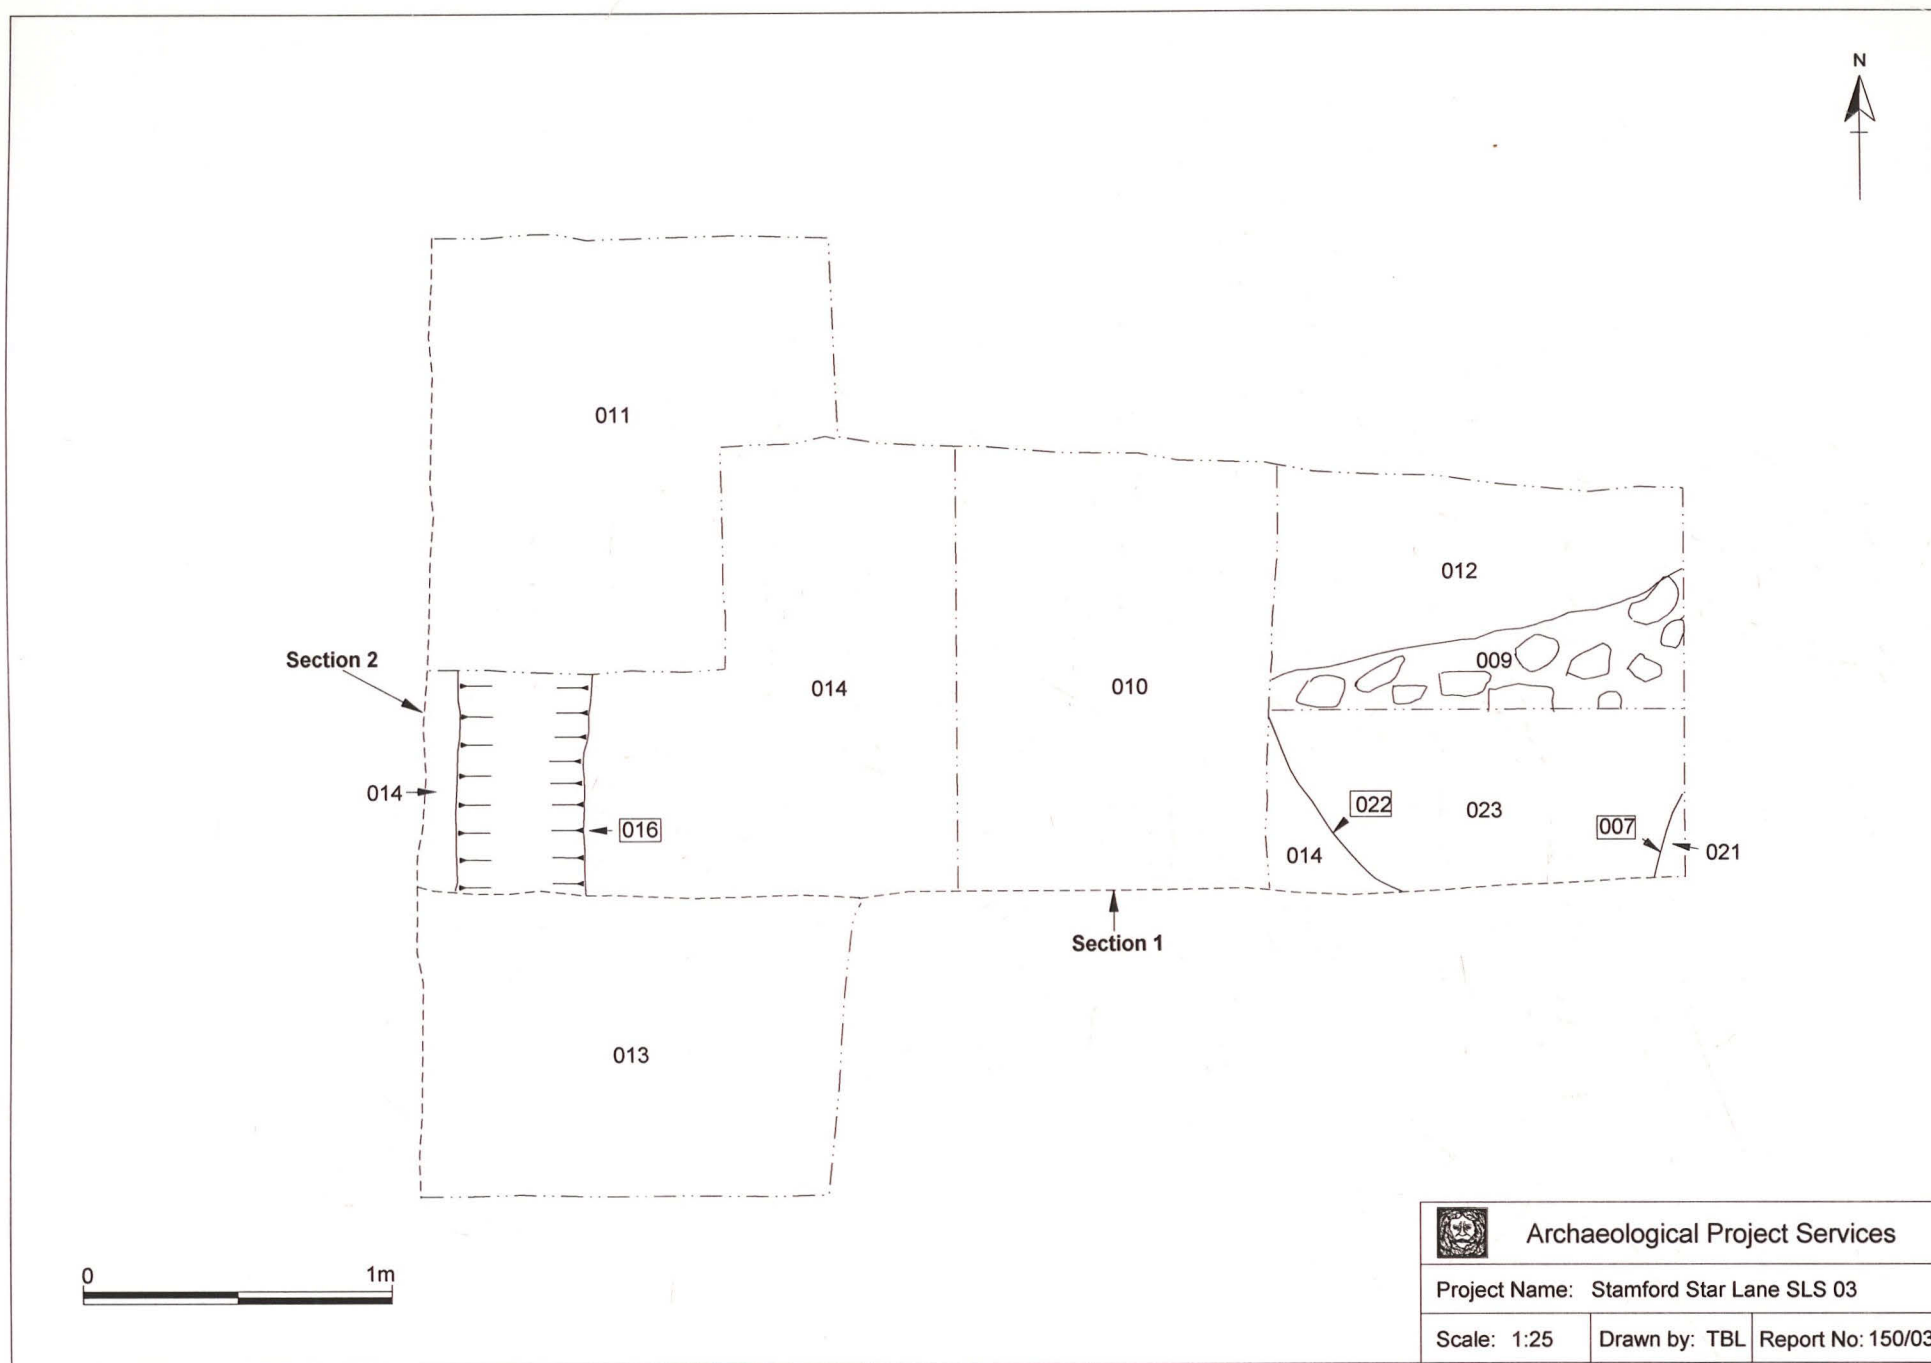 N
011
012
Section 2
009
014
010
014
022
023
016
007
014
021
Section 1
013
0 1m
Archaeological Project Services
Project Name: Stamford Star Lane SLS 03
Scale: 1:25 Drawn by: TBL Report No: 150/03